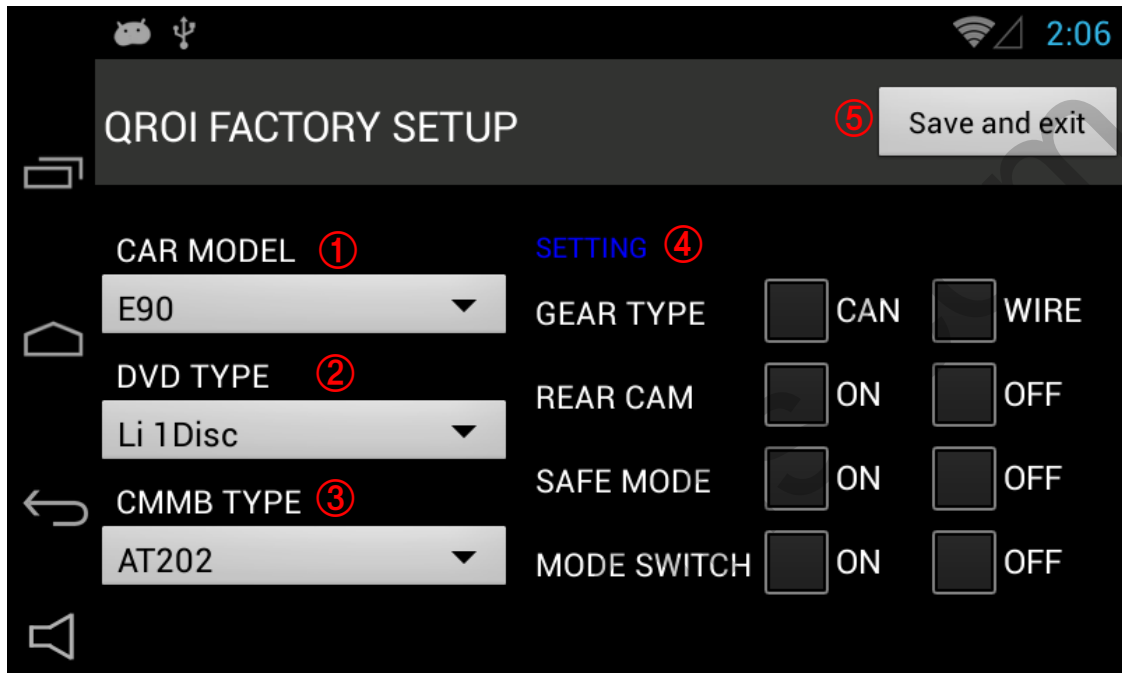 2:06
QROI FACTORY SETUP
⑤ Save and exit
CAR MODEL ①
E90
DVD TYPE ②
Li 1Disc
CMMB TYPE ③
AT202
SETTING ④
GEAR TYPE CAN WIRE
REAR CAM ON OFF
SAFE MODE ON OFF
MODE SWITCH ON OFF